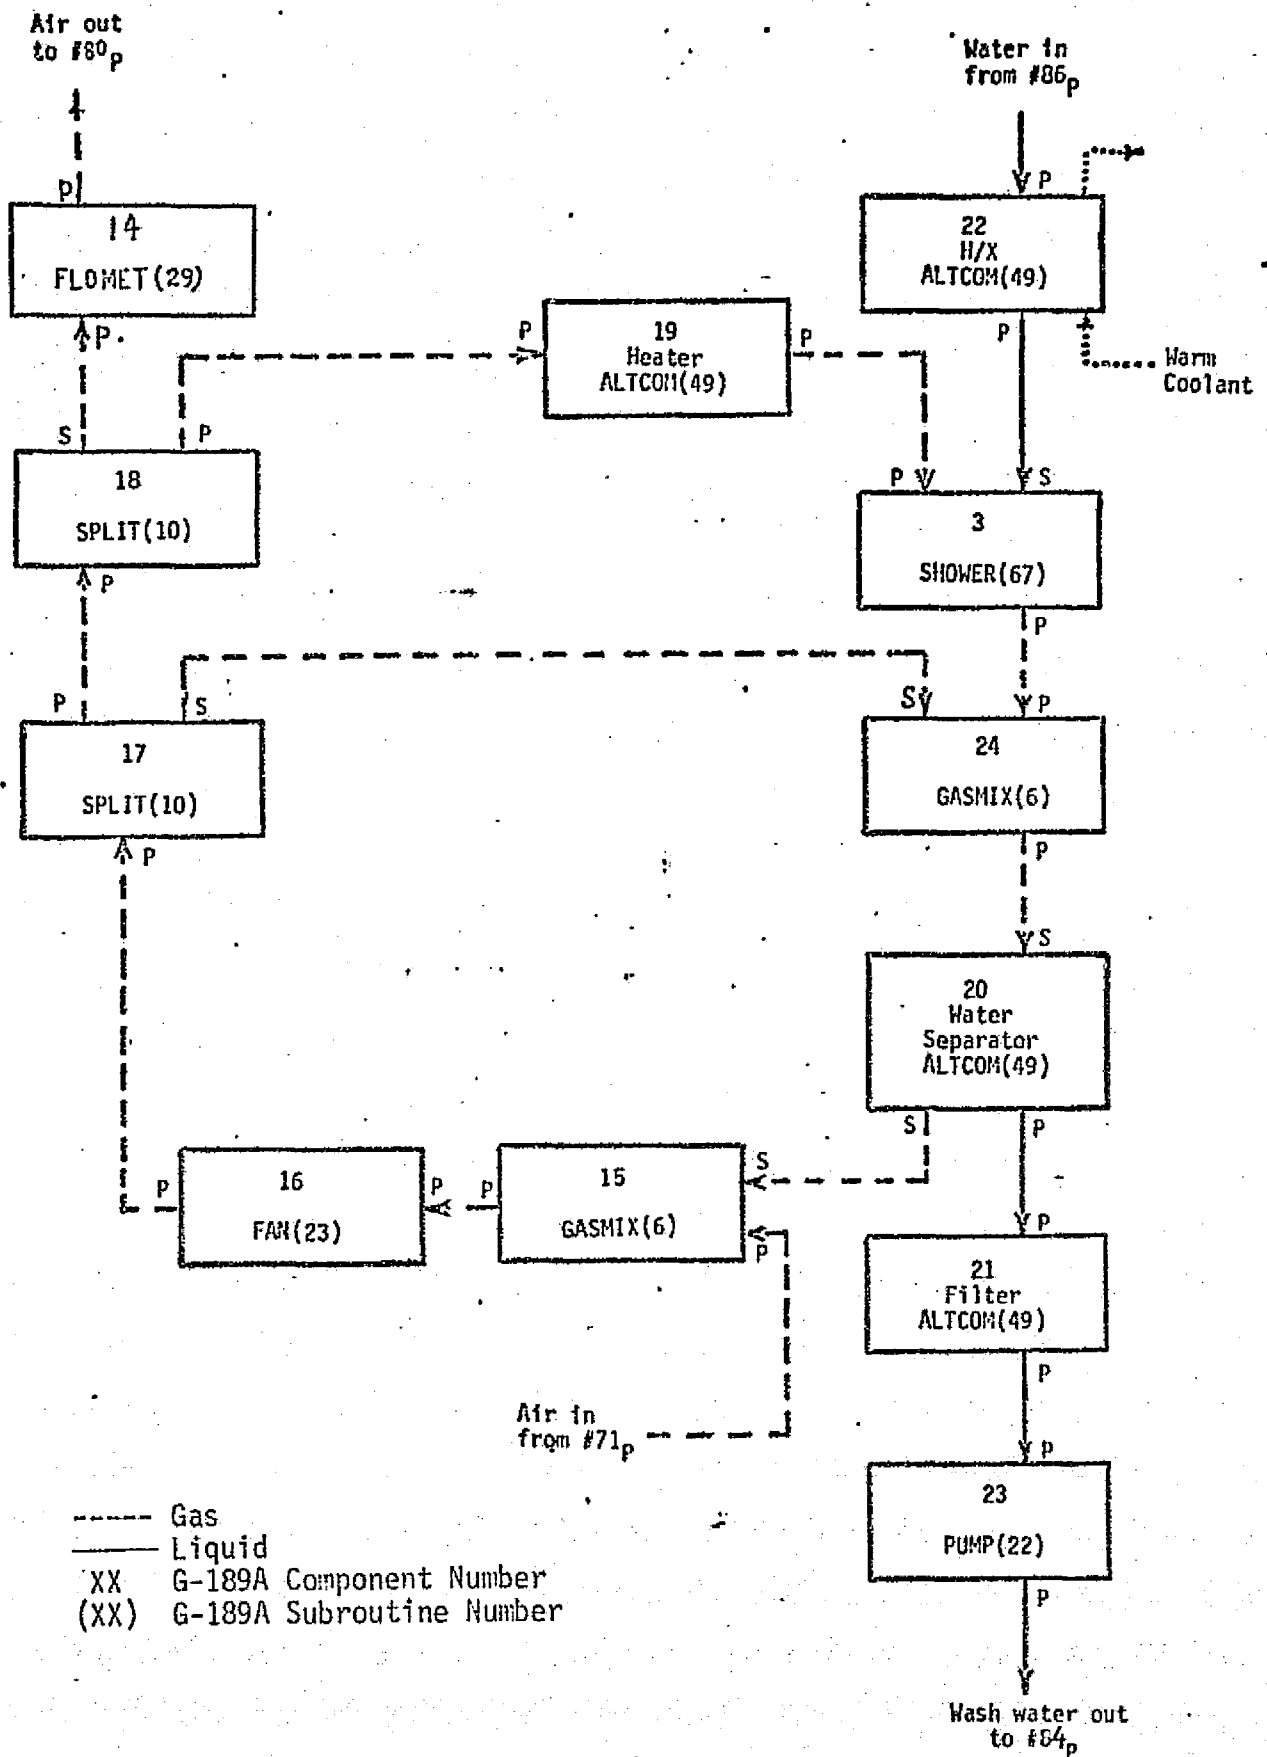 Air out
to #80p
Water in
from #86p
P
P
14
FLOMET(29)
22
H/X
ALTCOM(49)
P
P
19
Heater
ALTCOM(49)
P
P
Warm
Coolant
S
P
P
S
18
SPLIT(10)
3
SHOWER(67)
P
P
P
S
S
P
17
SPLIT(10)
24
GASMIX(6)
P
P
S
20
Water
Separator
ALTCOM(49)
S
P
P
16
FAN(23)
P
P
15
GASMIX(6)
S
P
P
21
Filter
ALTCOM(49)
P
Air in
from #71p
P
23
PUMP(22)
P
Gas
Liquid
XX G-189A Component Number
(XX) G-189A Subroutine Number
Wash water out
to #84p